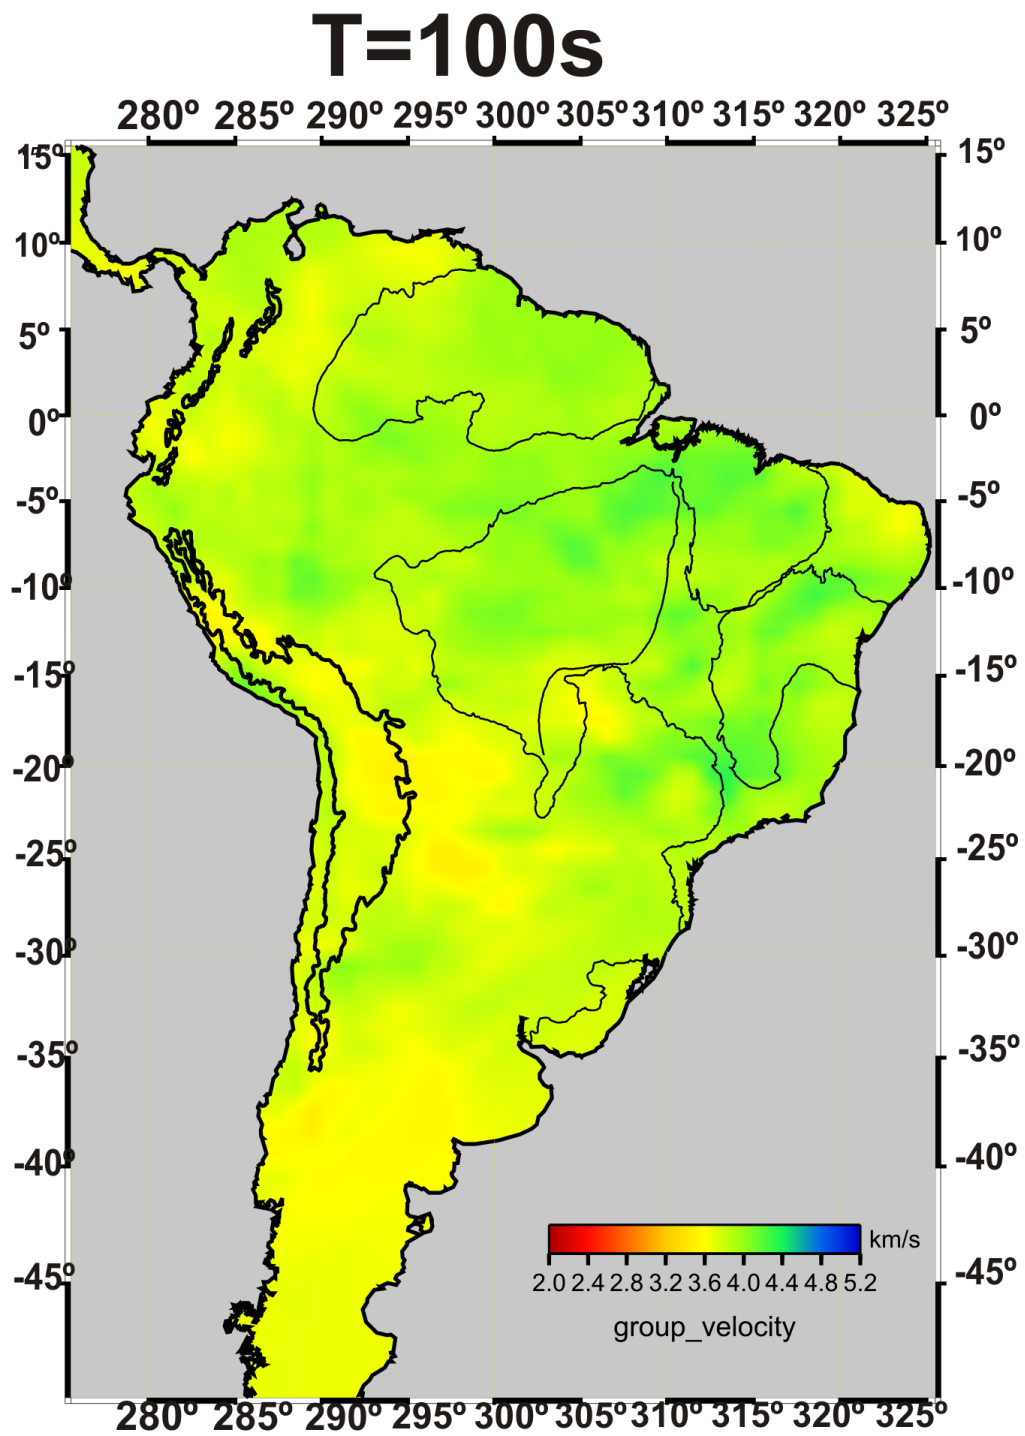 T=100s
280º 285º 290º 295º 300º 305º 310º 315º 320º 325º
15º 15º
10º 10º
5º 5º
0º 0º
-5º -5º
-10º -10º
-15º -15º
-20º -20º
-25º -25º
-30º -30º
-35º -35º
-40º -40º
-45º -45º
km/s
2.0 2.4 2.8 3.2 3.6 4.0 4.4 4.8 5.2
group_velocity
280º 285º 290º 295º 300º 305º 310º 315º 320º 325º